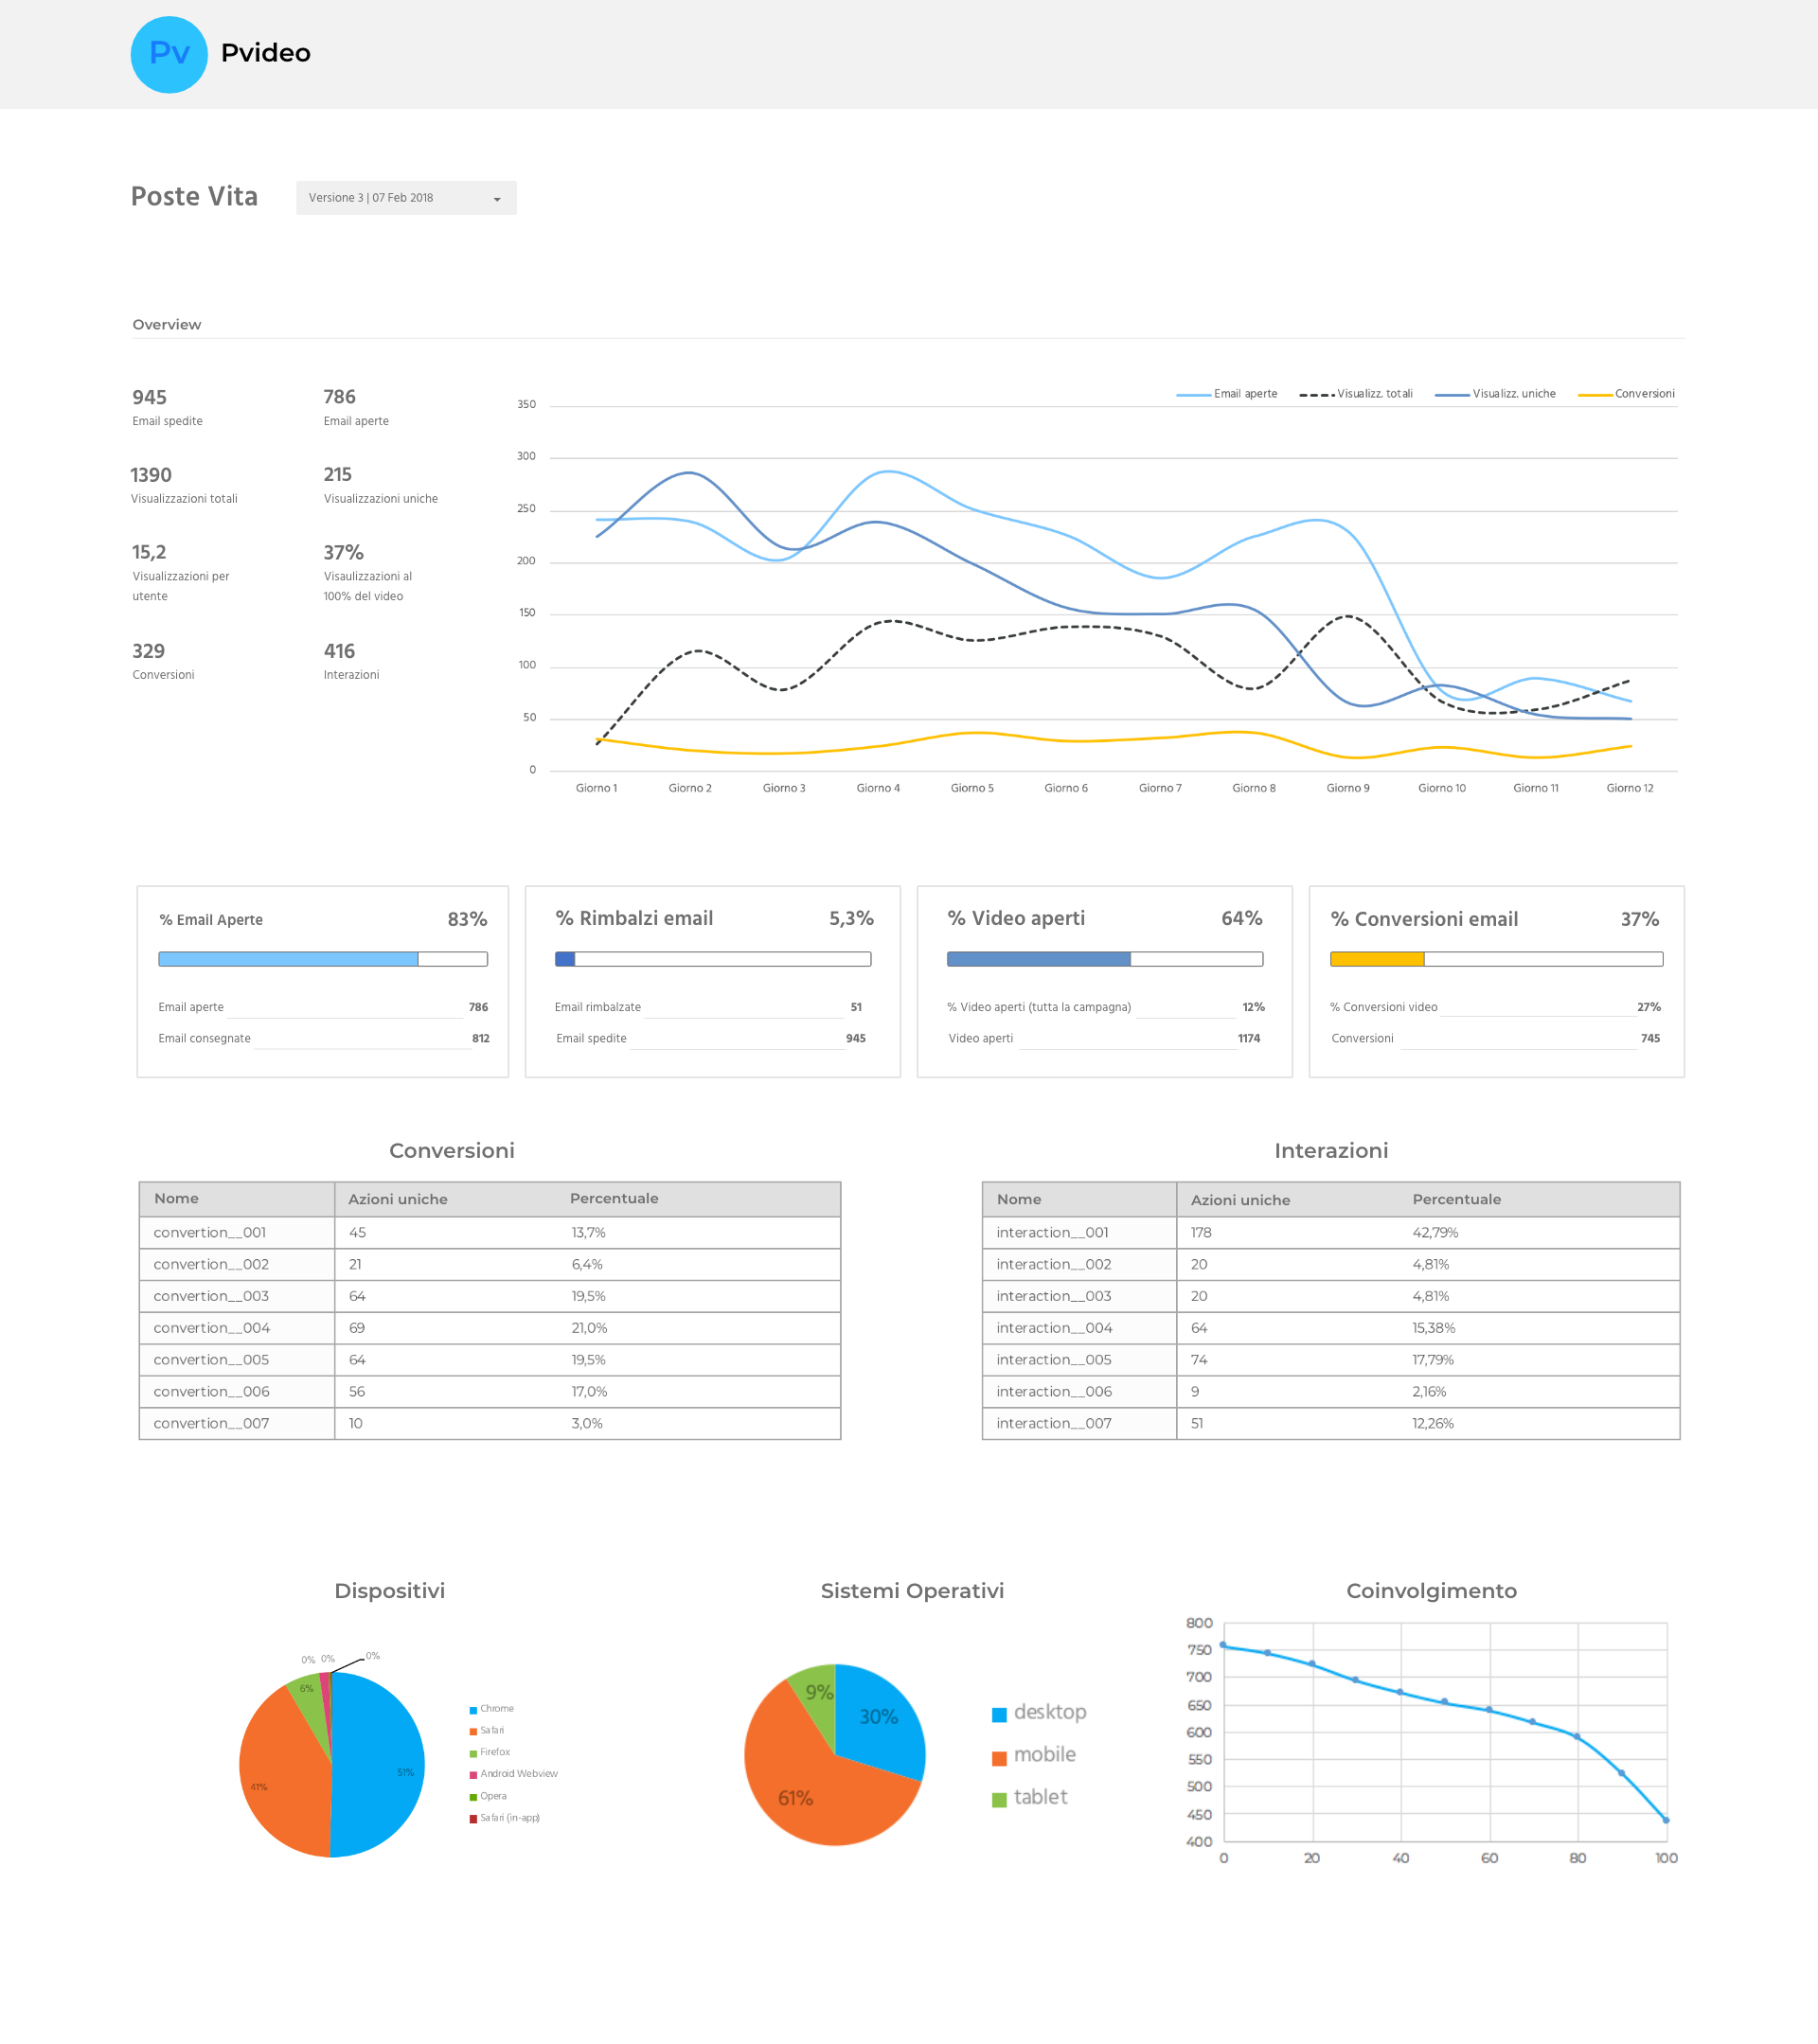 Pv
Pvideo
Poste Vita
Versione 3 | 07 Feb 2018
Overview
945
Email spedite
786
Email aperte
1390
Visualizzazioni totali
215
Visualizzazioni uniche
15,2
Visualizzazioni per
utente
37%
Visaulizzazioni al
100% del video
329
Conversioni
416
Interazioni
Email aperte
Visualizz. totali
Visualizz. uniche
Conversioni
350
300
250
200
150
100
50
0
Giorno 1
Giorno 2
Giorno 3
Giorno 4
Giorno 5
Giorno 6
Giorno 7
Giorno 8
Giorno 9
Giorno 10
Giorno 11
Giorno 12
% Email Aperte 83%
Email aperte 786
Email consegnate 812
% Rimbalzi email 5,3%
Email rimbalzate 51
Email spedite 945
% Video aperti 64%
% Video aperti (tutta la campagna) 12%
Video aperti 1174
% Conversioni email 37%
% Conversioni video 27%
Conversioni 745
Conversioni
Nome Azioni uniche Percentuale
convertion__001 45 13,7%
convertion__002 21 6,4%
convertion__003 64 19,5%
convertion__004 69 21,0%
convertion__005 64 19,5%
convertion__006 56 17,0%
convertion__007 10 3,0%
Interazioni
Nome Azioni uniche Percentuale
interaction__001 178 42,79%
interaction__002 20 4,81%
interaction__003 20 4,81%
interaction__004 64 15,38%
interaction__005 74 17,79%
interaction__006 9 2,16%
interaction__007 51 12,26%
Dispositivi
0% 0% 0%
6%
51%
41%
Chrome
Safari
Firefox
Android Webview
Opera
Safari (in-app)
Sistemi Operativi
9%
30%
61%
desktop
mobile
tablet
Coinvolgimento
800
750
700
650
600
550
500
450
400
0 20 40 60 80 100